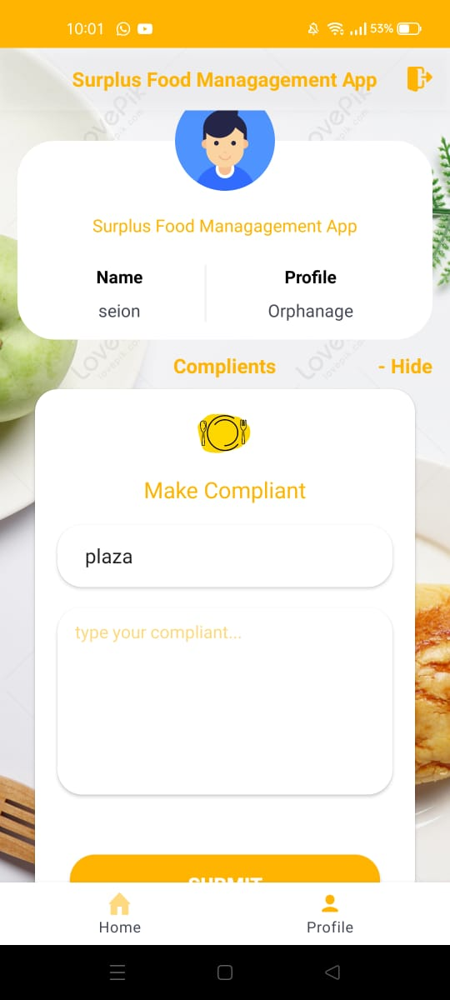 10:01 53%
Surplus Food Managagement App
Surplus Food Managagement App
Name Profile
seion Orphanage
Complients - Hide
Make Compliant
plaza
type your compliant...
SUBMIT
Home Profile